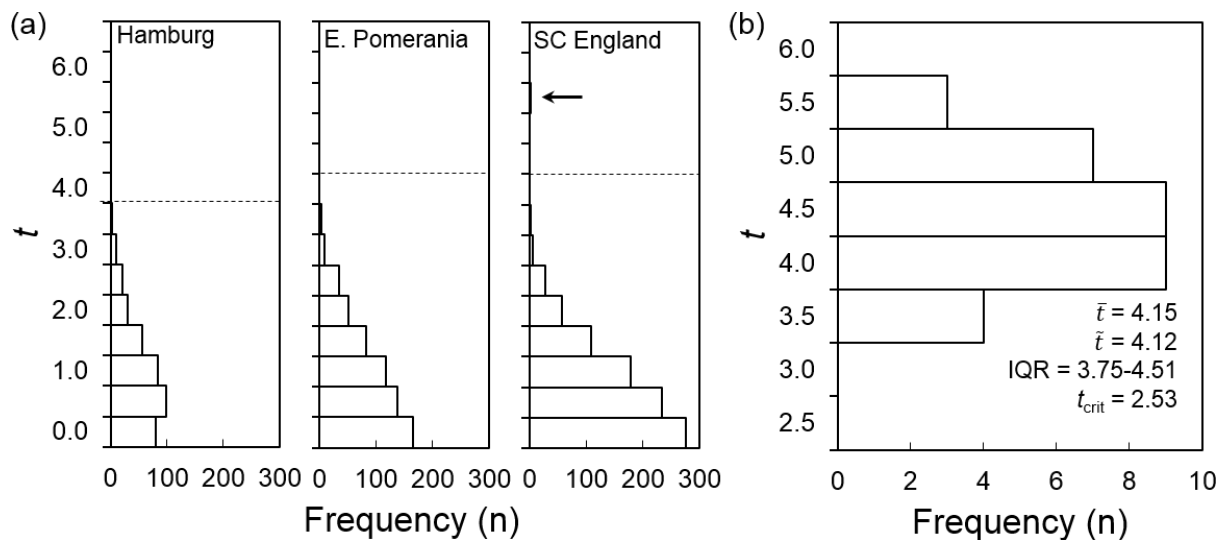 (a)
Hamburg
E. Pomerania
SC England
6.0
5.0
4.0
3.0
2.0
1.0
0.0
t
0 100 200 300
0 100 200 300
0 100 200 300
Frequency (n)
(b)
6.0
5.5
5.0
4.5
4.0
3.5
3.0
2.5
t
t̄ = 4.15
t̃ = 4.12
IQR = 3.75-4.51
tcrit = 2.53
0 2 4 6 8 10
Frequency (n)